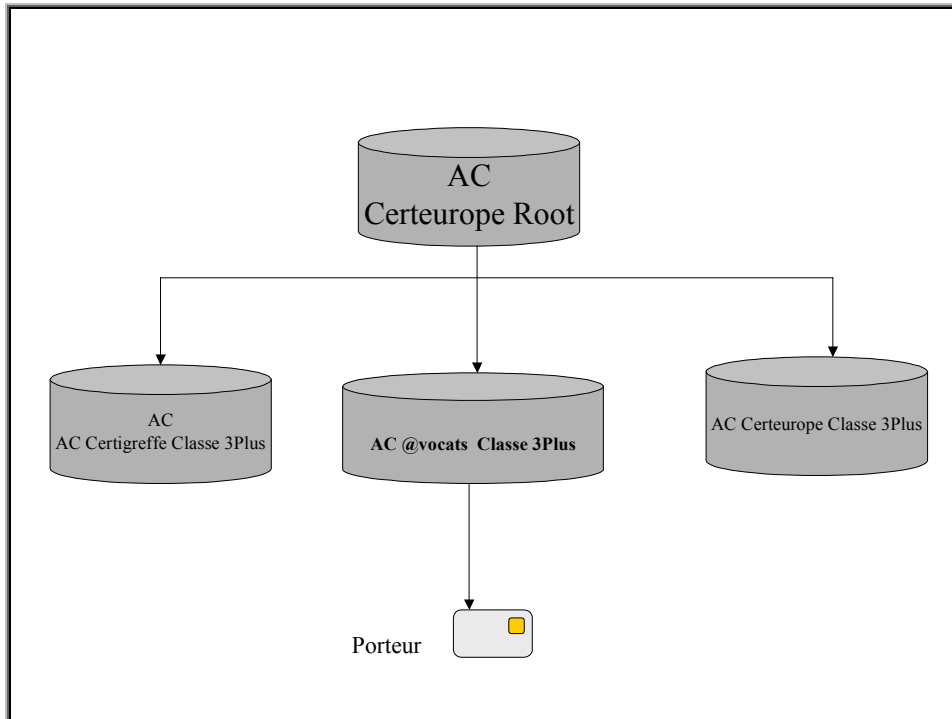 AC
Certeurope Root
AC
AC Certigreffe Classe 3Plus
AC @vocats Classe 3Plus
AC Certeurope Classe 3Plus
Porteur